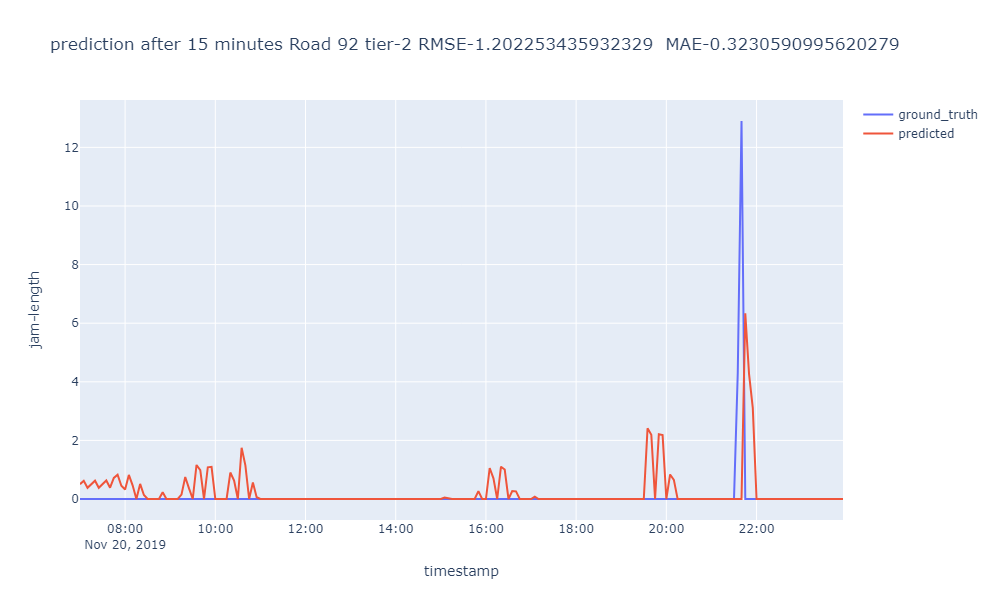 prediction after 15 minutes Road 92 tier-2 RMSE-1.202253435932329  MAE-0.3230590995620279
ground_truth
predicted
12
10
8
6
4
2
0
jam-length
08:00 10:00 12:00 14:00 16:00 18:00 20:00 22:00
Nov 20, 2019
timestamp